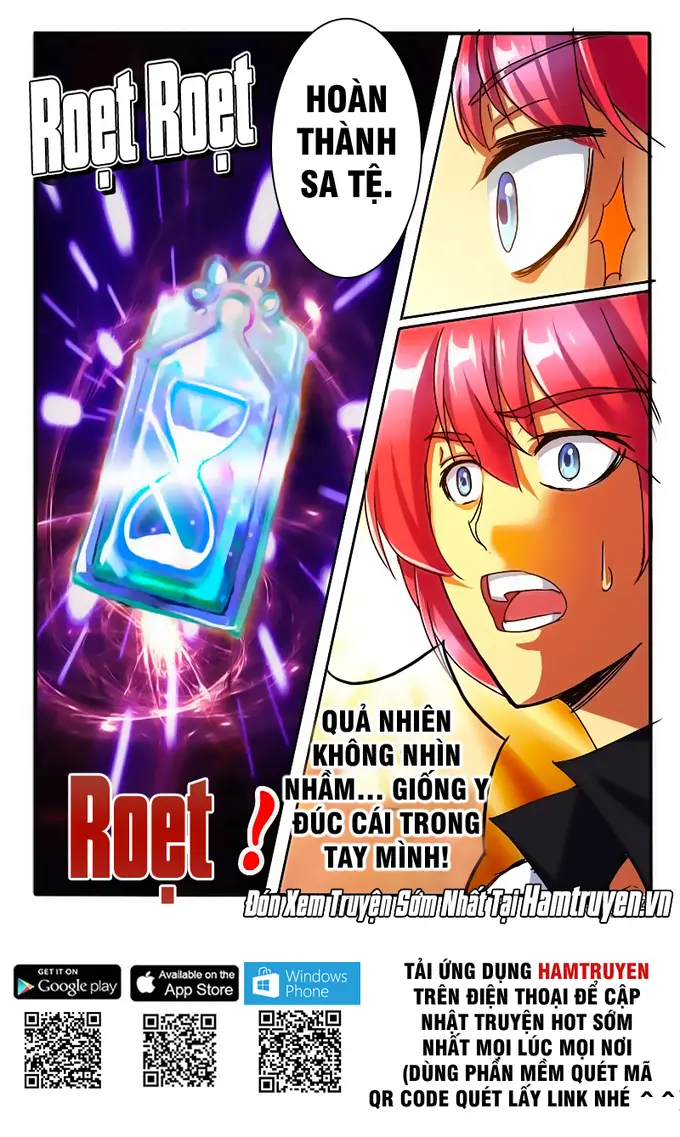 Roẹt Roẹt
HOÀN
THÀNH
SA TỆ.
QUẢ NHIÊN
KHÔNG NHÌN
NHẦM... GIỐNG Y
ĐÚC CÁI TRONG
TAY MÌNH!
Roẹt !
Đón Xem Truyện Sớm Nhất Tại Hamtruyen.vn
GET IT ON
Google play
Available on the
App Store
Windows
Phone
TẢI ỨNG DỤNG HAMTRUYEN
TRÊN ĐIỆN THOẠI ĐỂ CẬP
NHẬT TRUYỆN HOT SỚM
NHẤT MỌI LÚC MỌI NƠI
(DÙNG PHẦN MỀM QUÉT MÃ
QR CODE QUÉT LẤY LINK NHÉ ^ ^)